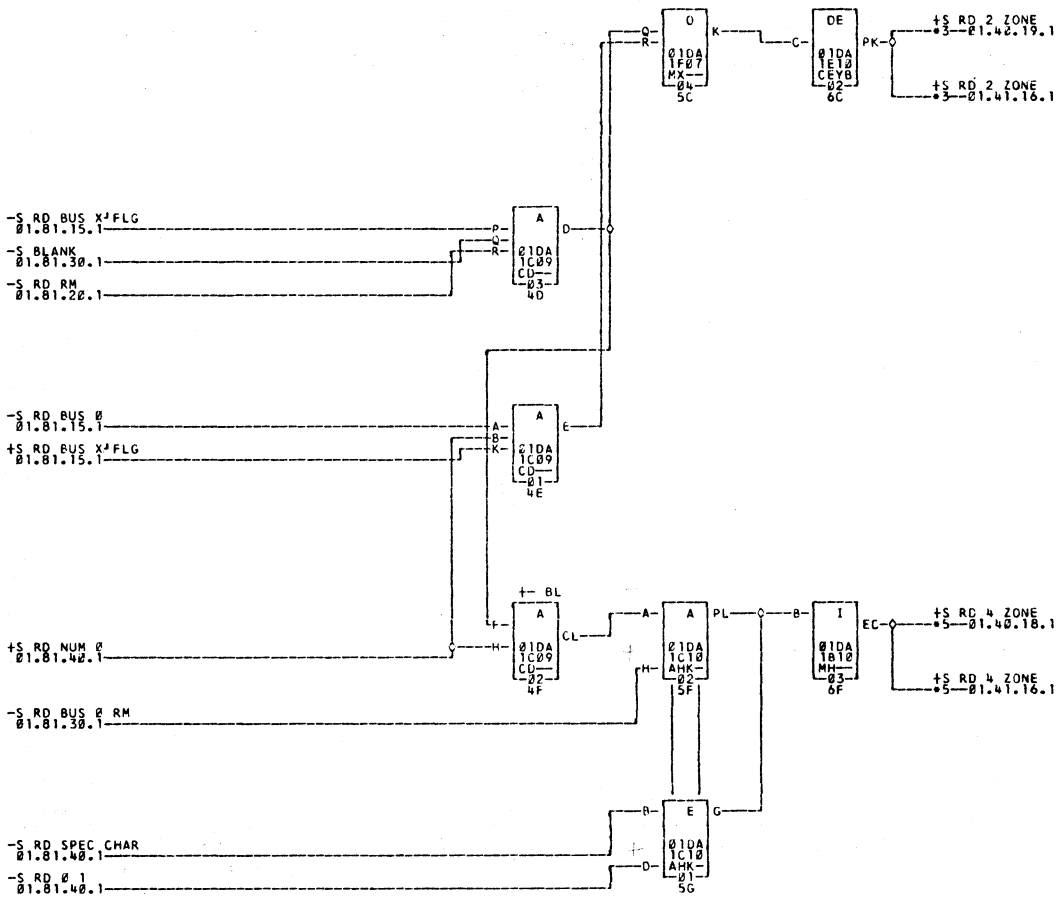 O
Q K
R
01DA
1F07
MX--
-04-
5C
DE
C PK
01DA
1E10
CEYB
-02-
6C
+S RD 2 ZONE
*3--01.40.19.1
+S RD 2 ZONE
*3--01.41.16.1
-S RD BUS X'FLG
01.81.15.1
-S BLANK
01.81.30.1
-S RD RM
01.81.20.1
A
P D
Q
R
01DA
1C09
CD--
-03-
4D
-S RD BUS 0
01.81.15.1
+S RD BUS X'FLG
01.81.15.1
A
A E
B
K
01DA
1C09
CD--
-01-
4E
+- BL
A
F CL
H
01DA
1C09
CD--
-02-
4F
+S RD NUM 0
01.81.40.1
-S RD BUS 0 RM
01.81.30.1
A A PL
H
01DA
1C10
AHK-
-02-
5F
B I EC
01DA
1B10
MH--
-03-
6F
+S RD 4 ZONE
*5--01.40.18.1
+S RD 4 ZONE
*5--01.41.16.1
-S RD SPEC CHAR
01.81.40.1
-S RD 0 1
01.81.40.1
B E G
D
01DA
1C10
AHK-
-01-
5G